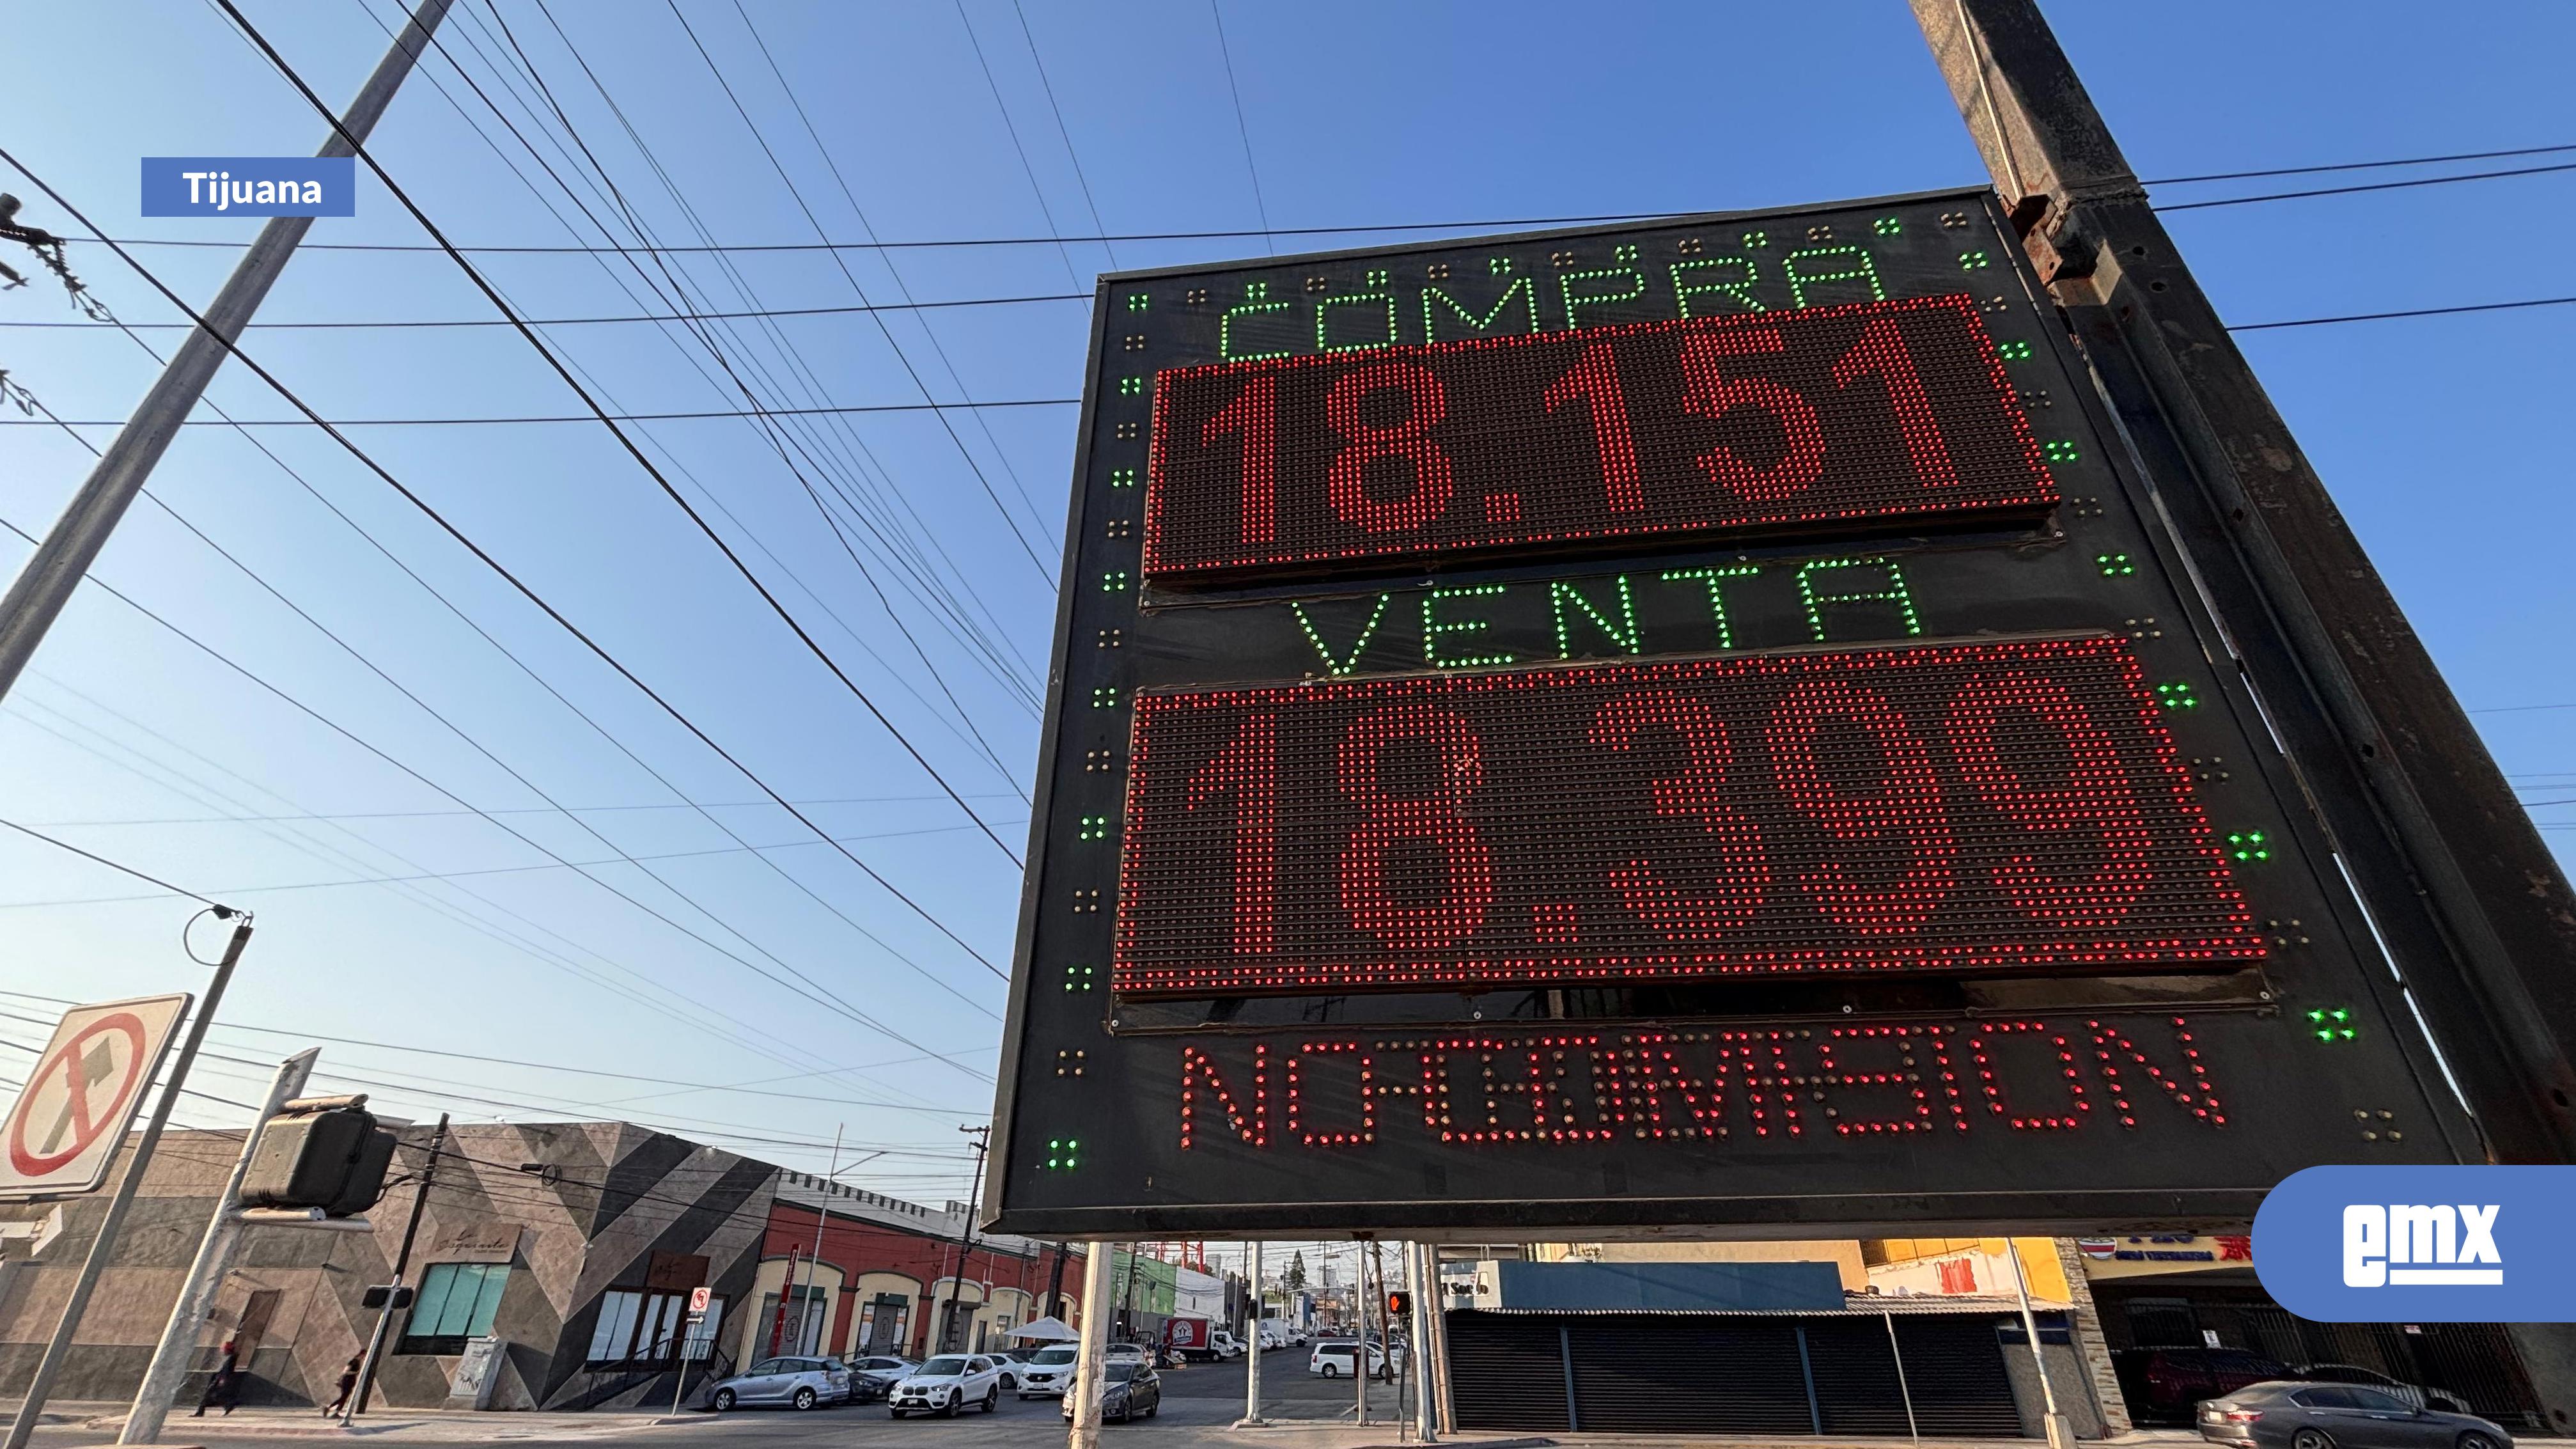 Tijuana
COMPRA
18.151
VENTA
18.399
NO COMISION
emx